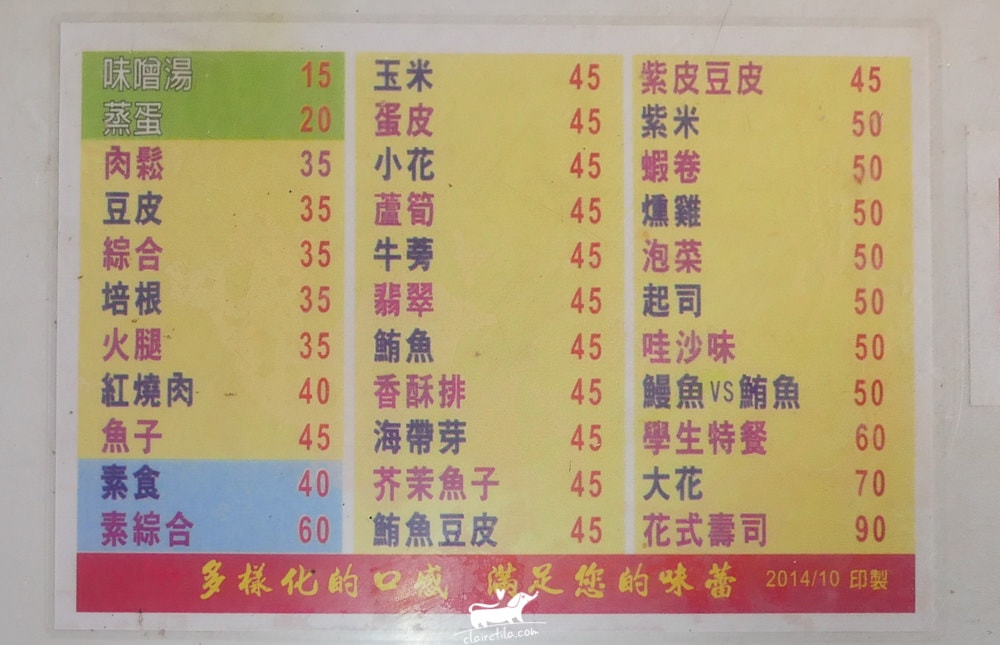 味噌湯 15
蒸蛋 20
肉鬆 35
豆皮 35
綜合 35
培根 35
火腿 35
紅燒肉 40
魚子 45
素食 40
素綜合 60
玉米 45
蛋皮 45
小花 45
蘆筍 45
牛蒡 45
翡翠 45
鮪魚 45
香酥排 45
海帶芽 45
芥茉魚子 45
鮪魚豆皮 45
紫皮豆皮 45
紫米 50
蝦卷 50
燻雞 50
泡菜 50
起司 50
哇沙味 50
鰻魚VS鮪魚 50
學生特餐 60
大花 70
花式壽司 90
多樣化的口感 滿足您的味蕾 2014/10 印製
clairetila.com